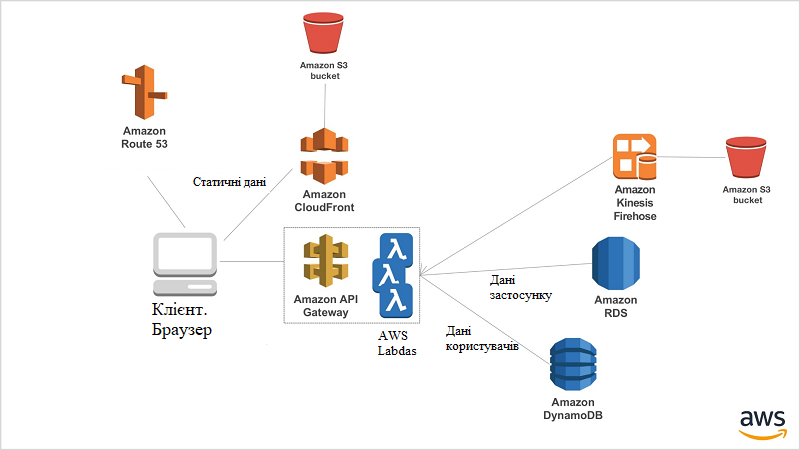 Amazon S3
bucket
Amazon
Route 53
Статичні дані
Amazon
CloudFront
Amazon
Kinesis
Firehose
Amazon S3
bucket
Клієнт.
Браузер
Amazon API
Gateway
AWS
Labdas
Дані
застосунку
Amazon
RDS
Дані
користувачів
Amazon
DynamoDB
aws